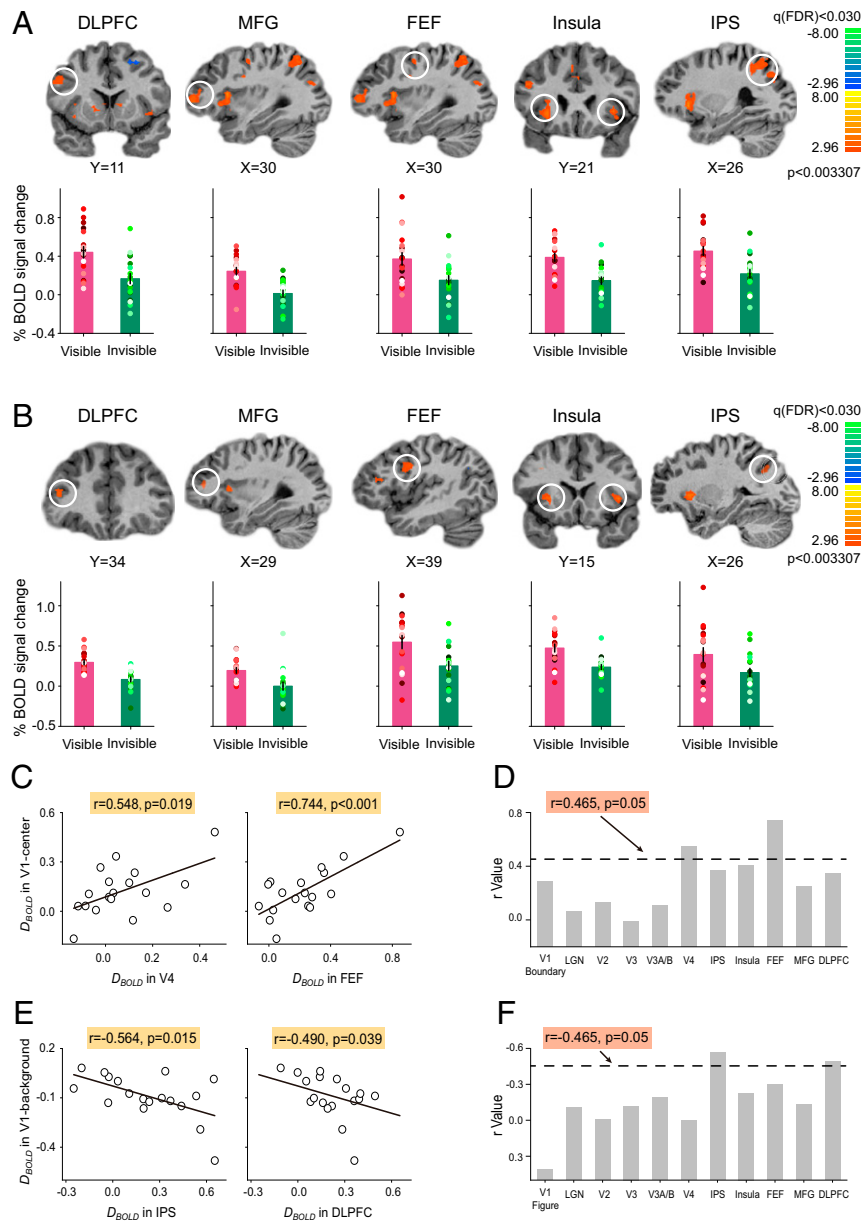 A
DLPFC MFG FEF Insula IPS
q(FDR)<0.030
-8.00
-2.96
8.00
2.96
p<0.003307
Y=11 X=30 X=30 Y=21 X=26
% BOLD signal change
0.8
0.4
0.0
-0.4
Visible Invisible Visible Invisible Visible Invisible Visible Invisible Visible Invisible
B
DLPFC MFG FEF Insula IPS
q(FDR)<0.030
-8.00
-2.96
8.00
2.96
p<0.003307
Y=34 X=29 X=39 Y=15 X=26
% BOLD signal change
1.0
0.5
0.0
-0.5
Visible Invisible Visible Invisible Visible Invisible Visible Invisible Visible Invisible
C
r=0.548, p=0.019 r=0.744, p<0.001
D_BOLD in V1-center
0.6
0.3
0.0
0.0 0.2 0.4 0.0 0.4 0.8
D_BOLD in V4 D_BOLD in FEF
D
r=0.465, p=0.05
r Value
0.8
0.4
0.0
V1 Boundary LGN V2 V3 V3A/B V4 IPS Insula FEF MFG DLPFC
E
r=-0.564, p=0.015 r=-0.490, p=0.039
D_BOLD in V1-background
0.2
-0.1
-0.4
-0.3 0.0 0.3 0.6 0.0 0.3 0.6
D_BOLD in IPS D_BOLD in DLPFC
F
r=-0.465, p=0.05
r Value
-0.6
-0.3
0.0
0.3
V1 Figure LGN V2 V3 V3A/B V4 IPS Insula FEF MFG DLPFC